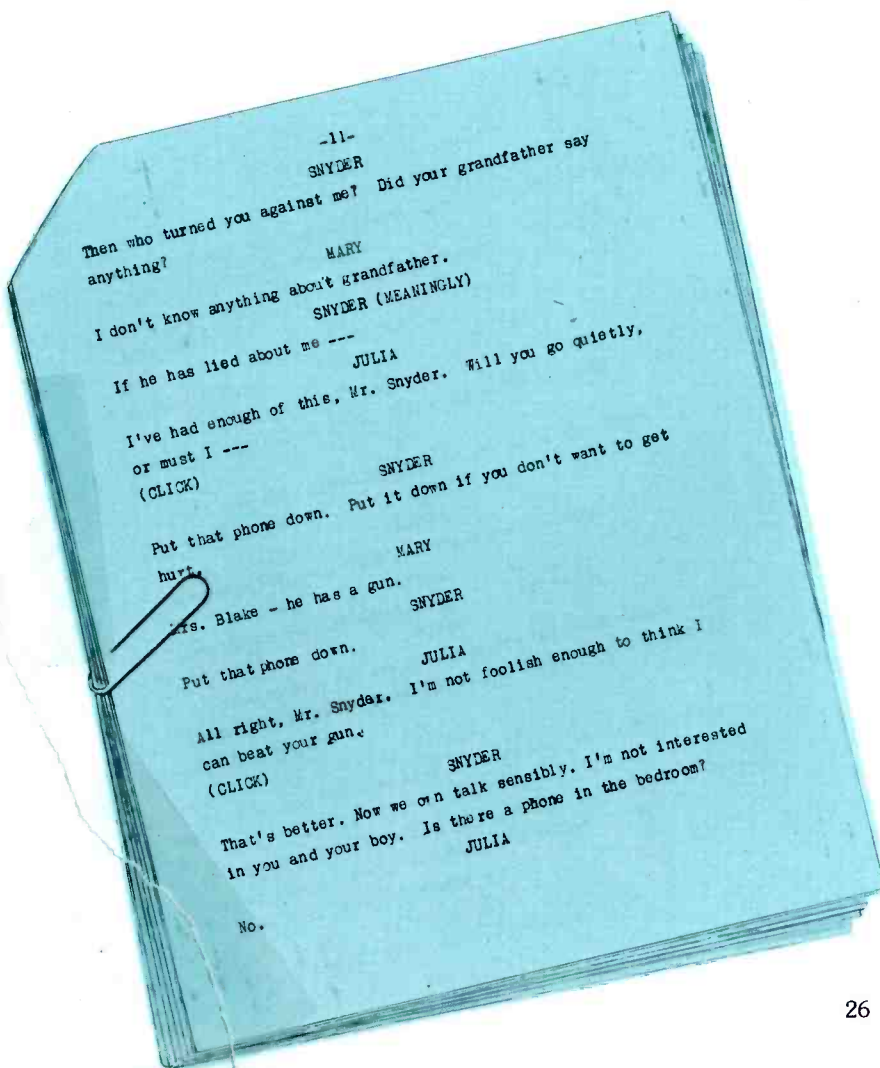 -11-
SNYDER
Then who turned you against me? Did your grandfather say
anything?
MARY
I don't know anything about grandfather.
SNYDER (MEANINGLY)
If he has lied about me ---
JULIA
I've had enough of this, Mr. Snyder. Will you go quietly,
or must I ---
(CLICK)
SNYDER
Put that phone down. Put it down if you don't want to get
hurt.
MARY
Mrs. Blake - he has a gun.
SNYDER
Put that phone down.
JULIA
All right, Mr. Snyder. I'm not foolish enough to think I
can beat your gun.
(CLICK)
SNYDER
That's better. Now we can talk sensibly. I'm not interested
in you and your boy. Is there a phone in the bedroom?
JULIA
No.
26